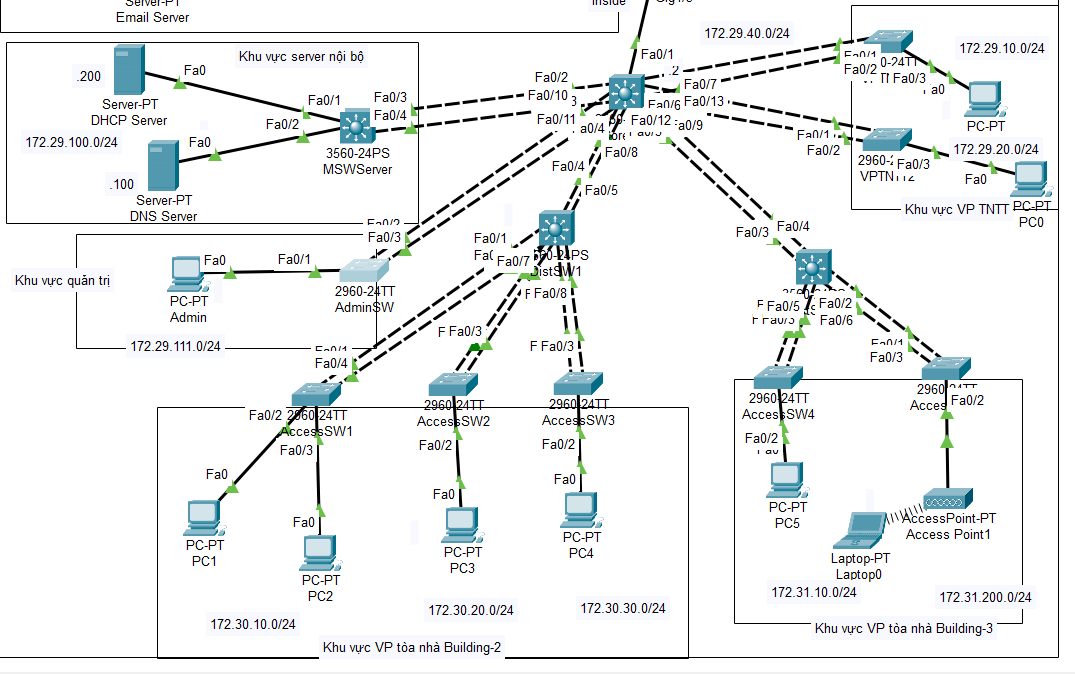 Server-PT
Email Server
Inside
Fa0/1
172.29.40.0/24
172.29.10.0/24
Khu vực server nội bộ
.200
Fa0
Server-PT
DHCP Server
172.29.100.0/24
Fa0/1
Fa0/2
Fa0/3
Fa0/4
3560-24PS
MSWServer
Fa0
.100
Server-PT
DNS Server
Fa0/2
Fa0/10
Fa0/11
Fa0/7
Fa0/13
Fa0/12
Fa0/8
Fa0/4
Fa0/5
Fa0/2
Fa0/3
PC-PT
Fa0/1
Fa0/2
172.29.20.0/24
Fa0/3
Fa0
Khu vực VP TNTT
PC-PT
PC0
Khu vực quản trị
Fa0
Fa0/1
PC-PT
Admin
2960-24TT
AdminSW
Fa0/3
172.29.111.0/24
Fa0/1
Fa0/7
Fa0/8
DistSW1
Fa0/3
Fa0/4
Fa0/5
Fa0/2
Fa0/6
Fa0/4
Fa0/3
Fa0/3
Fa0/3
Fa0/2
2960-24TT
AccessSW1
Fa0/3
2960-24TT
AccessSW2
Fa0/2
2960-24TT
AccessSW3
Fa0/2
2960-24TT
AccessSW4
Fa0/2
Fa0/2
Fa0
PC-PT
PC1
Fa0
PC-PT
PC2
Fa0
PC-PT
PC3
Fa0
PC-PT
PC4
PC-PT
PC5
AccessPoint-PT
Access Point1
Laptop-PT
Laptop0
172.30.10.0/24
172.30.20.0/24
172.30.30.0/24
172.31.10.0/24
172.31.200.0/24
Khu vực VP tòa nhà Building-2
Khu vực VP tòa nhà Building-3